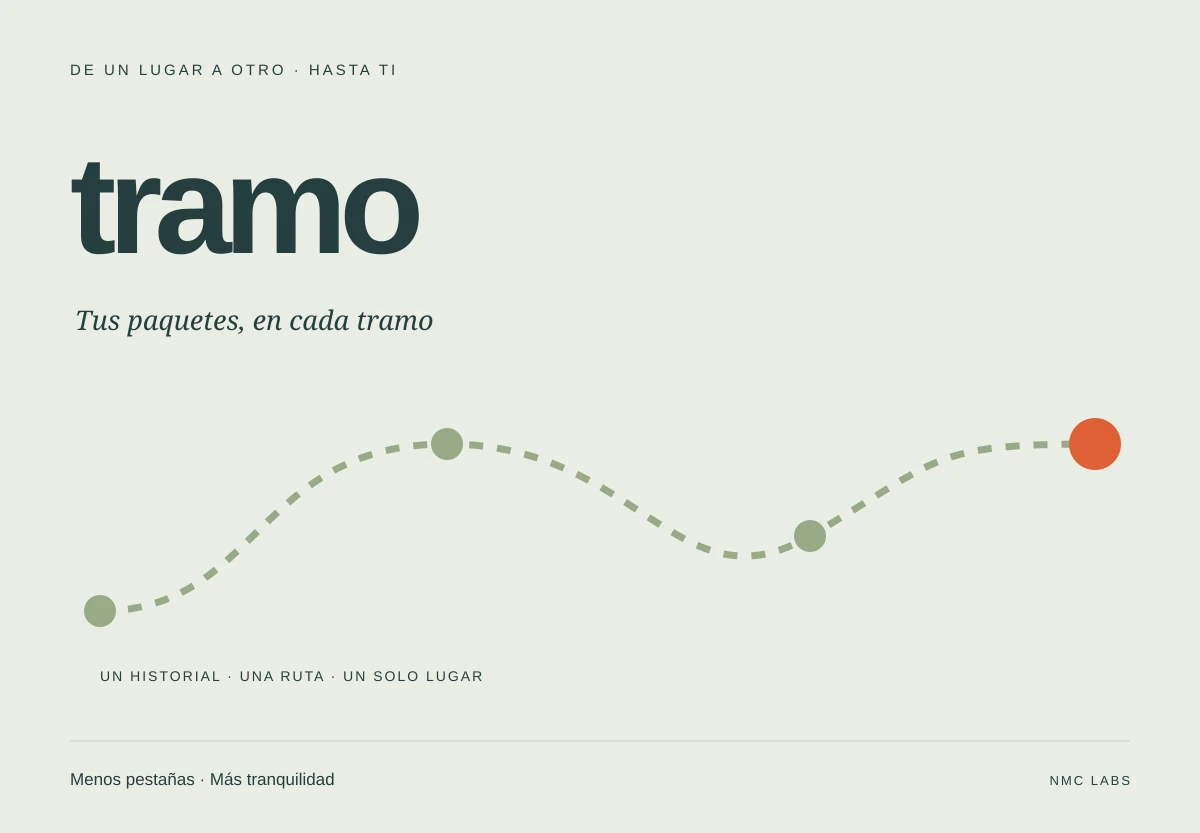 DE UN LUGAR A OTRO · HASTA TI
tramo
Tus paquetes, en cada tramo
UN HISTORIAL · UNA RUTA · UN SOLO LUGAR
Menos pestañas · Más tranquilidad
NMC LABS